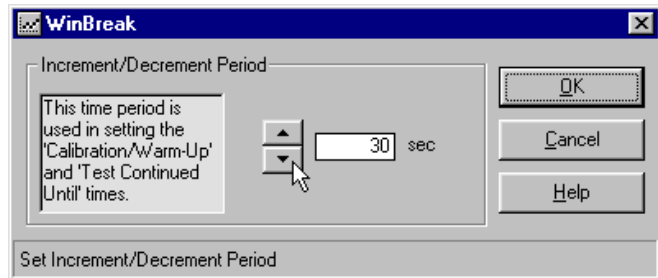 WinBreak
Increment/Decrement Period
This time period is
used in setting the
'Calibration/Warm-Up'
and 'Test Continued
Until' times.
30 sec
OK
Cancel
Help
Set Increment/Decrement Period